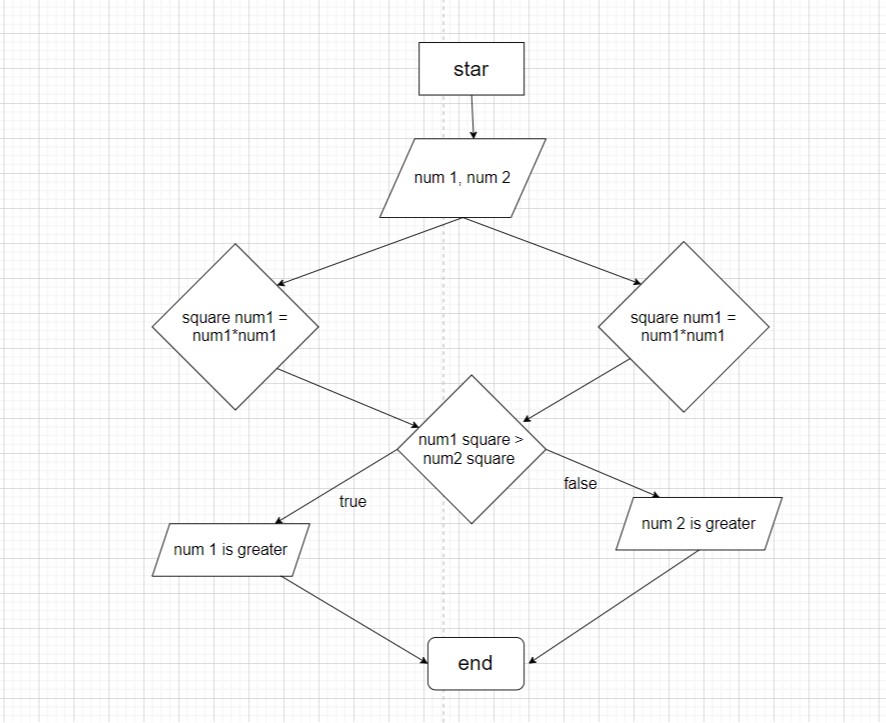 star
num 1, num 2
square num1 =
num1*num1
square num1 =
num1*num1
num1 square >
num2 square
true
false
num 1 is greater
num 2 is greater
end